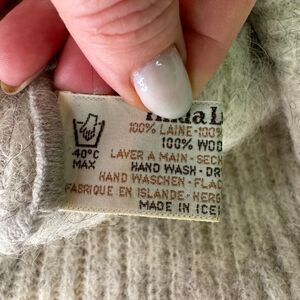 100% LAINE · 100%
100% WOO
LAVER A MAIN · SECH
HAND WASH · DR
HAND WASCHEN · FLAC
FABRIQUE EN ISLANDE · HERG
MADE IN ICEL
40°C
MAX